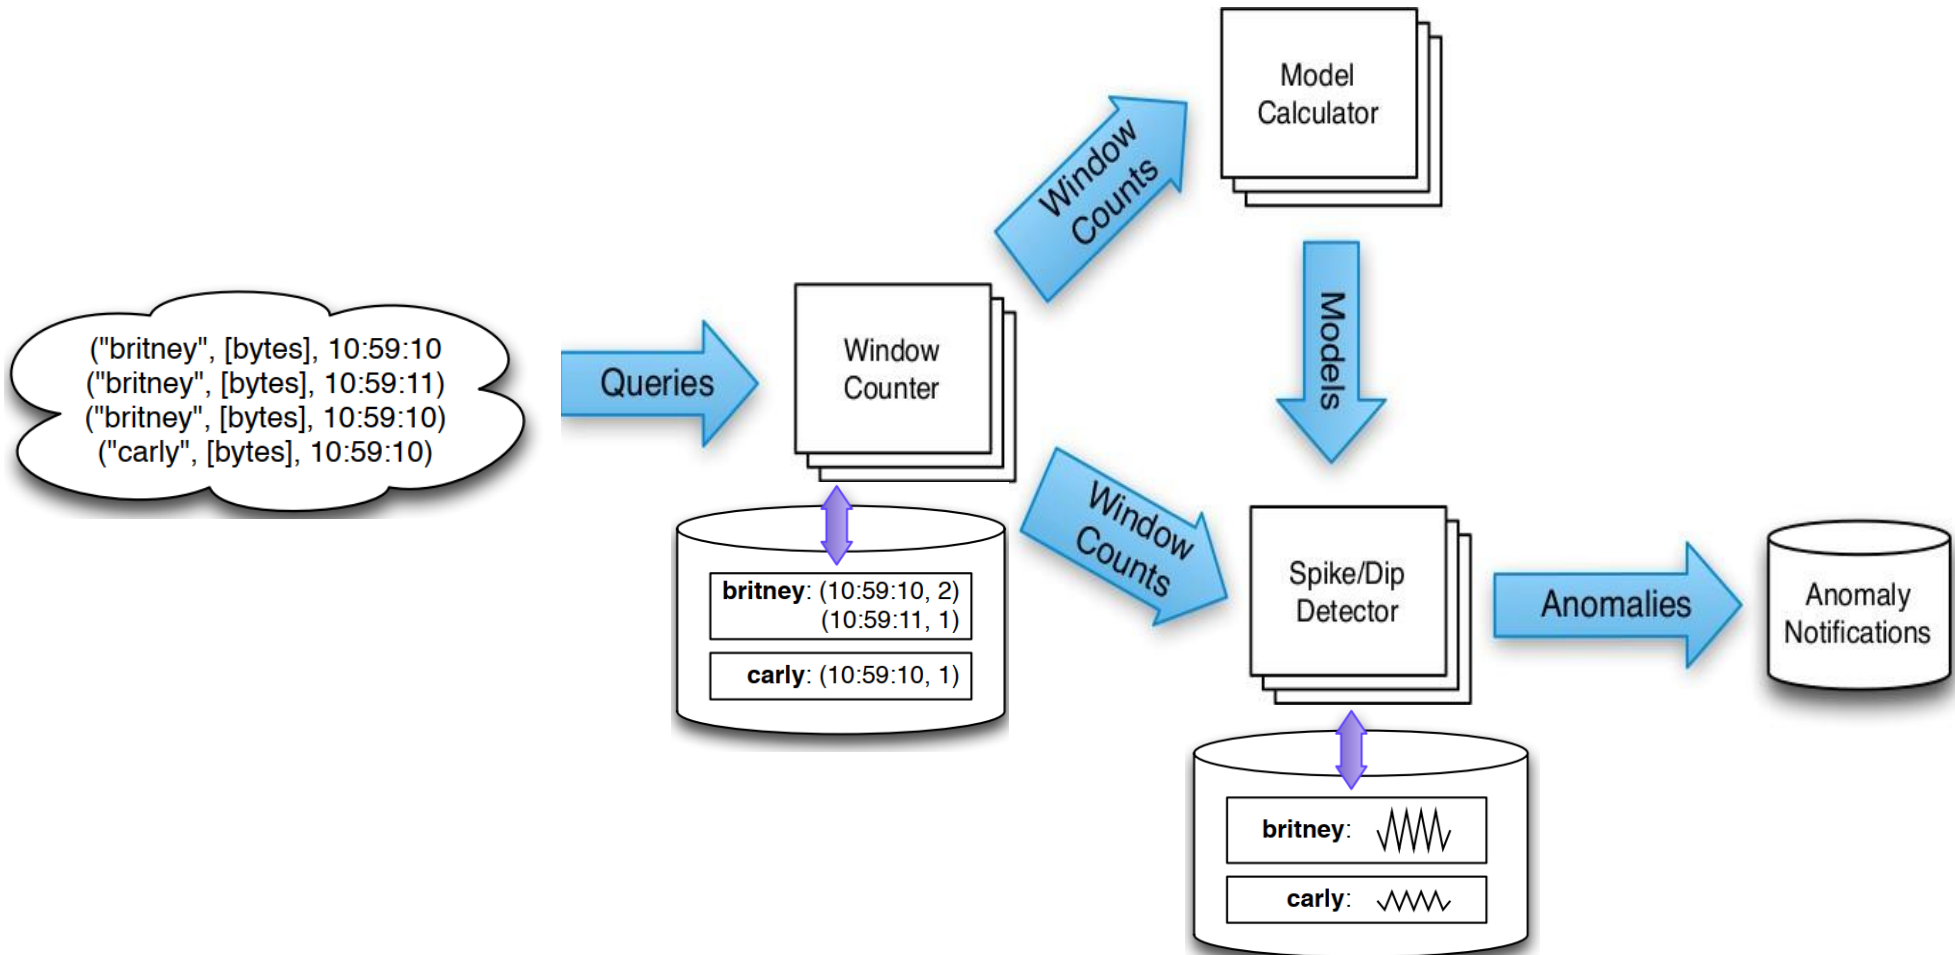 ("britney", [bytes], 10:59:10
("britney", [bytes], 10:59:11)
("britney", [bytes], 10:59:10)
("carly", [bytes], 10:59:10)
Queries
Window
Counter
britney: (10:59:10, 2)
(10:59:11, 1)
carly: (10:59:10, 1)
Window
Counts
Model
Calculator
Models
Window
Counts
Spike/Dip
Detector
britney:
carly:
Anomalies
Anomaly
Notifications